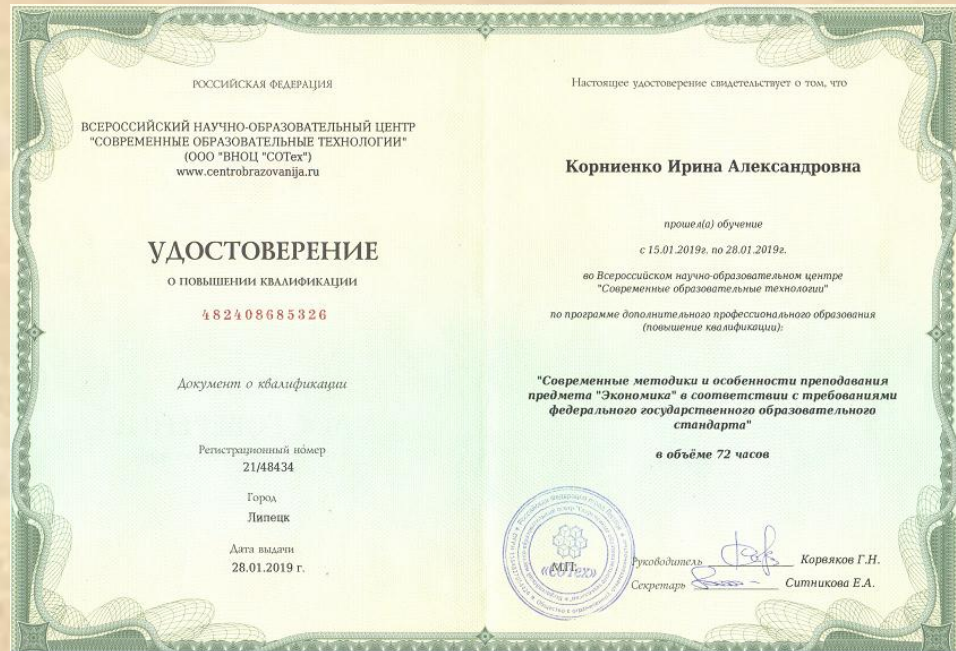 РОССИЙСКАЯ ФЕДЕРАЦИЯ
ВСЕРОССИЙСКИЙ НАУЧНО-ОБРАЗОВАТЕЛЬНЫЙ ЦЕНТР
"СОВРЕМЕННЫЕ ОБРАЗОВАТЕЛЬНЫЕ ТЕХНОЛОГИИ"
(ООО "ВНОЦ "СОТех")
www.centrobrazovanija.ru
УДОСТОВЕРЕНИЕ
О ПОВЫШЕНИИ КВАЛИФИКАЦИИ
482408685326
Документ о квалификации
Регистрационный номер
21/48434
Город
Липецк
Дата выдачи
28.01.2019 г.
Настоящее удостоверение свидетельствует о том, что
Корниенко Ирина Александровна
прошел(а) обучение
с 15.01.2019г. по 28.01.2019г.
во Всероссийском научно-образовательном центре
"Современные образовательные технологии"
по программе дополнительного профессионального образования
(повышение квалификации):
"Современные методики и особенности преподавания
предмета "Экономика" в соответствии с требованиями
федерального государственного образовательного
стандарта"
в объёме 72 часов
М.П.
«СОТех»
Руководитель Корвяков Г.Н.
Секретарь Ситникова Е.А.